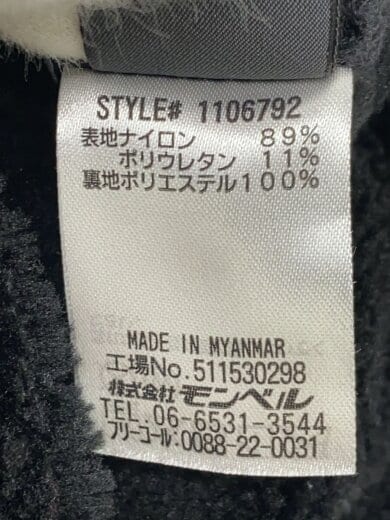 STYLE# 1106792
表地ナイロン 89%
ポリウレタン 11%
裏地ポリエステル100%
MADE IN MYANMAR
工場No.511530298
株式会社モンベル
TEL 06-6531-3544
フリーコール:0088-22-0031